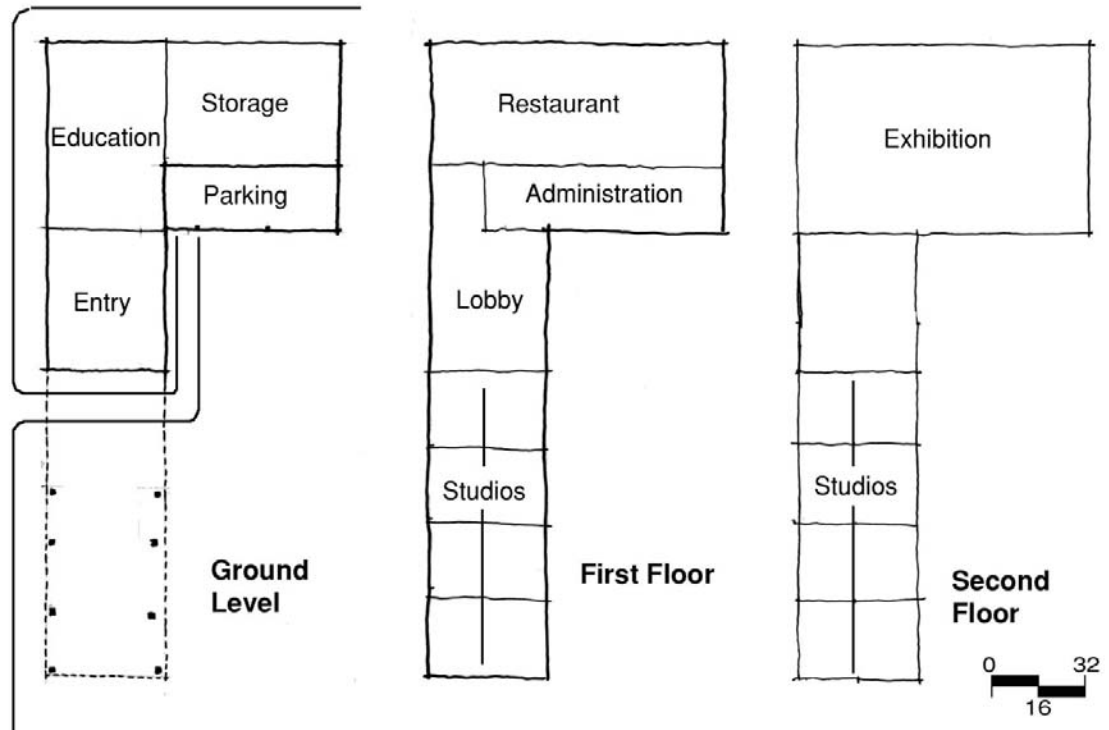 Education
Storage
Parking
Entry
Ground
Level
Restaurant
Administration
Lobby
Studios
First Floor
Exhibition
Studios
Second
Floor
0 32
16